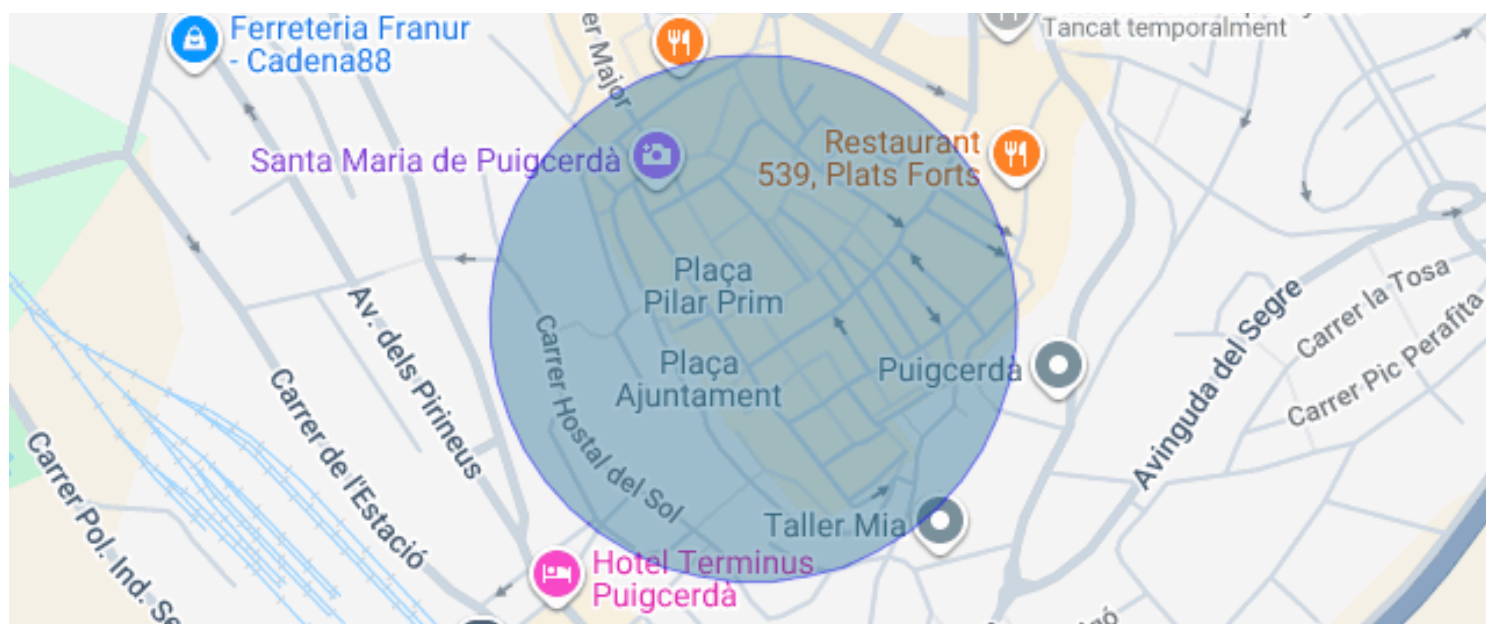 Ferreteria Franur
- Cadena88
er Major
Tancat temporalment
Santa Maria de Puigcerdà
Restaurant
539, Plats Forts
Plaça
Pilar Prim
Plaça
Ajuntament
Puigcerdà
Carrer la Tosa
Carrer Pic Perafita
Avinguda del Segre
Av. dels Pirineus
Carrer Hostal del Sol
Carrer de l'Estació
Carrer Pol. Ind. Se
Taller Mia
Hotel Terminus
Puigcerdà